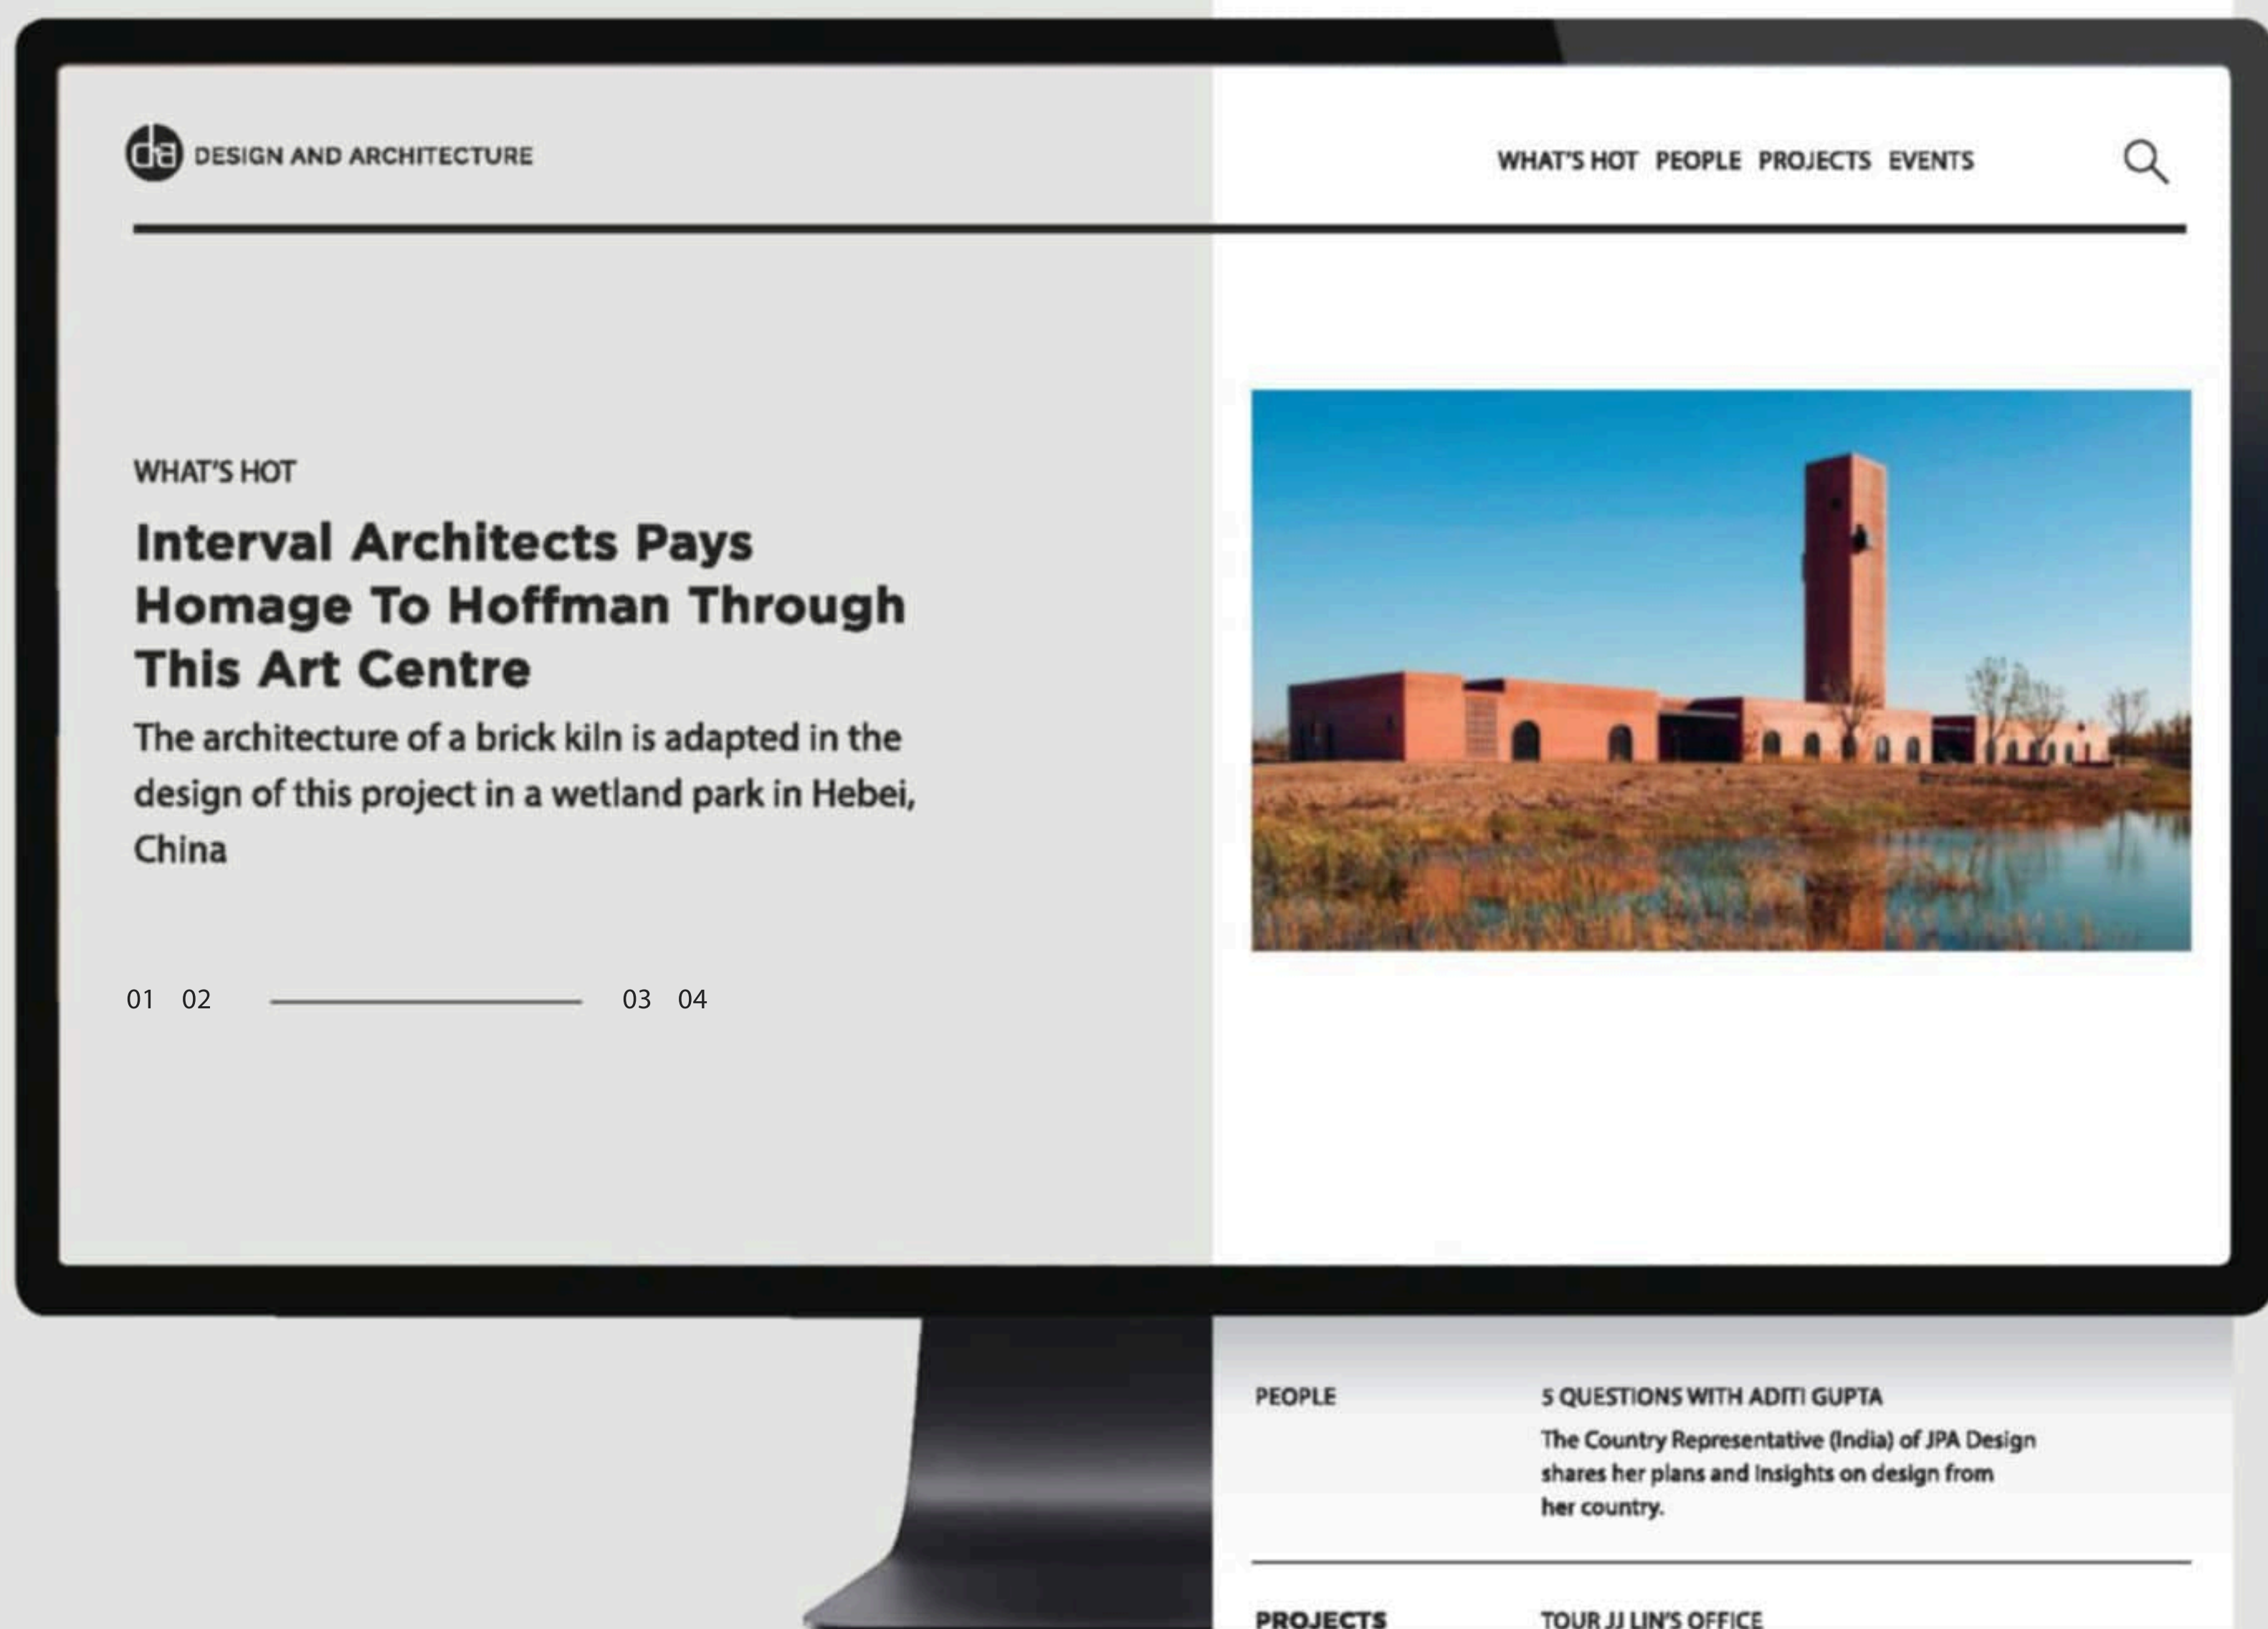 da DESIGN AND ARCHITECTURE
WHAT'S HOT PEOPLE PROJECTS EVENTS
WHAT'S HOT
Interval Architects Pays
Homage To Hoffman Through
This Art Centre
The architecture of a brick kiln is adapted in the
design of this project in a wetland park in Hebei,
China
01 02 03 04
PEOPLE
5 QUESTIONS WITH ADITI GUPTA
The Country Representative (India) of JPA Design
shares her plans and Insights on design from
her country.
PROJECTS
TOUR JJ LIN'S OFFICE